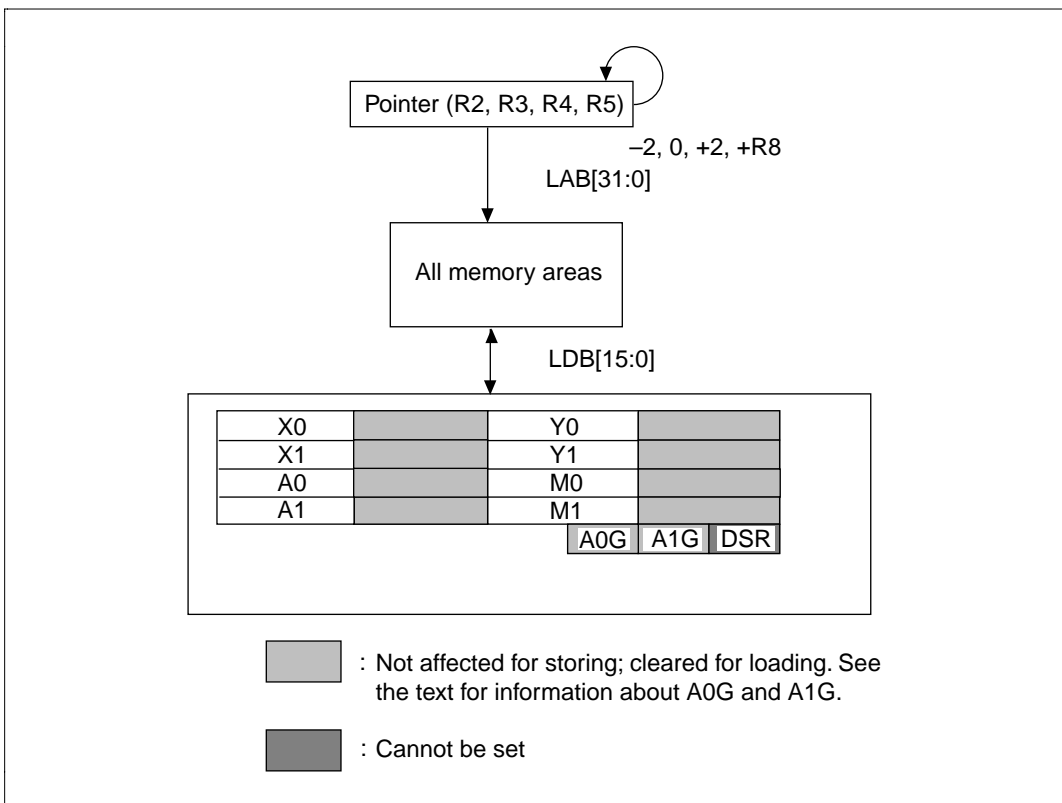 Pointer (R2, R3, R4, R5)
–2, 0, +2, +R8
LAB[31:0]
All memory areas
LDB[15:0]
X0 Y0
X1 Y1
A0 M0
A1 M1
A0G A1G DSR
: Not affected for storing; cleared for loading. See
the text for information about A0G and A1G.
: Cannot be set